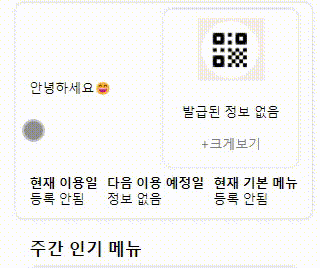 안녕하세요😄
발급된 정보 없음
+크게보기
현재 이용일 다음 이용 예정일 현재 기본 메뉴
등록 안됨 정보 없음 등록 안됨
주간 인기 메뉴